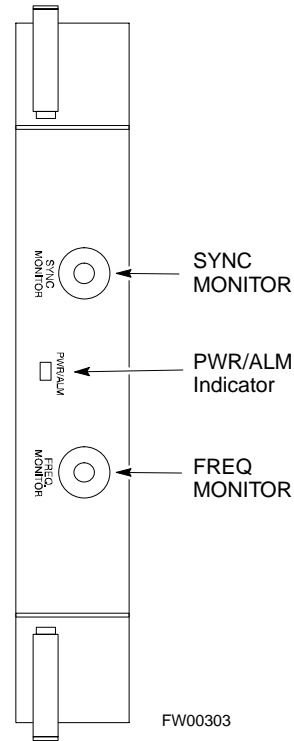 SYNC
MONITOR
SYNC
MONITOR
PWR/ALM
PWR/ALM
Indicator
FREQ
MONITOR
FREQ
MONITOR
FW00303